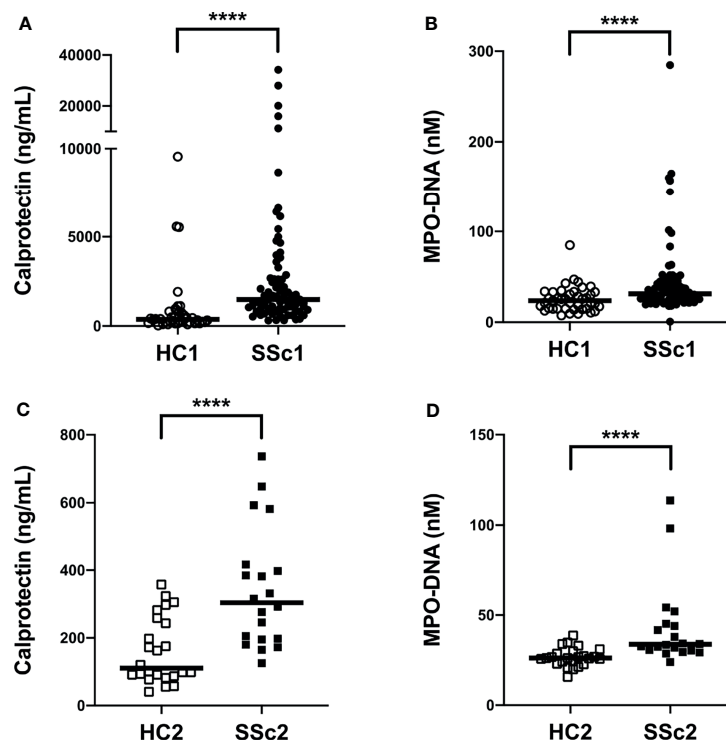 A
****
Calprotectin (ng/mL)
40000
20000
10000
5000
0
HC1 SSc1
B
****
MPO-DNA (nM)
300
200
100
0
HC1 SSc1
C
****
Calprotectin (ng/mL)
800
600
400
200
0
HC2 SSc2
D
****
MPO-DNA (nM)
150
100
50
0
HC2 SSc2